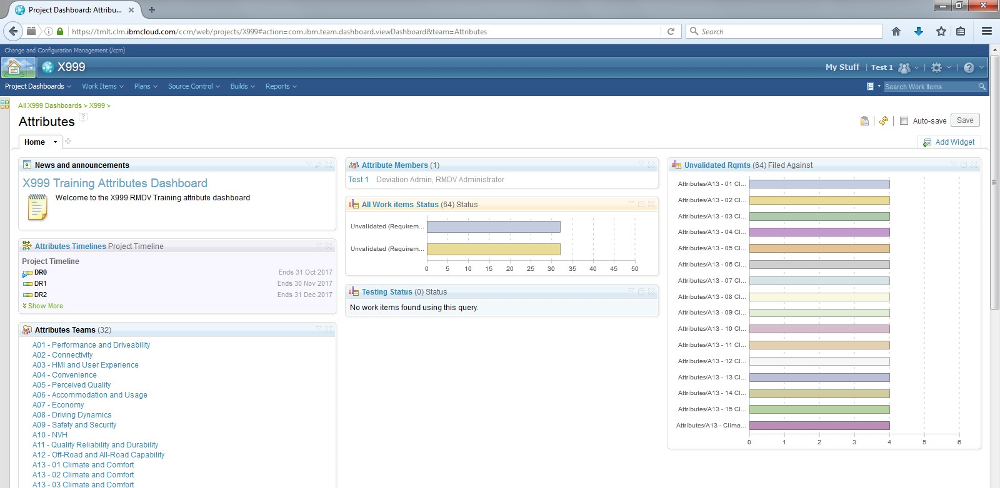 Project Dashboard: Attribu...
https://tmlt.clm.ibmcloud.com/ccm/web/projects/X999#action=com.ibm.team.dashboard.viewDashboard&team=Attributes
Search
Change and Configuration Management (/ccm)
X999
My Stuff | Test 1
Project Dashboards Work Items Plans Source Control Builds Reports
Search Work Items
All X999 Dashboards > X999 >
Attributes
Auto-save Save
Home
Add Widget
News and announcements
X999 Training Attributes Dashboard
Welcome to the X999 RMDV Training attribute dashboard
Attributes Timelines Project Timeline
Project Timeline
DR0 Ends 31 Oct 2017
DR1 Ends 30 Nov 2017
DR2 Ends 31 Dec 2017
Show More
Attributes Teams (32)
A01 - Performance and Driveability
A02 - Connectivity
A03 - HMI and User Experience
A04 - Convenience
A05 - Perceived Quality
A06 - Accommodation and Usage
A07 - Economy
A08 - Driving Dynamics
A09 - Safety and Security
A10 - NVH
A11 - Quality Reliability and Durability
A12 - Off-Road and All-Road Capability
A13 - 01 Climate and Comfort
A13 - 02 Climate and Comfort
A13 - 03 Climate and Comfort
Attribute Members (1)
Test 1 Deviation Admin, RMDV Administrator
All Work items Status (64) Status
Unvalidated (Requirem...
Unvalidated (Requirem...
0 5 10 15 20 25 30 35 40 45 50
Testing Status (0) Status
No work items found using this query.
Unvalidated Rqmts (64) Filed Against
Attributes/A13 - 01 Cl...
Attributes/A13 - 02 Cl...
Attributes/A13 - 03 Cl...
Attributes/A13 - 04 Cl...
Attributes/A13 - 05 Cl...
Attributes/A13 - 06 Cl...
Attributes/A13 - 07 Cl...
Attributes/A13 - 08 Cl...
Attributes/A13 - 09 Cl...
Attributes/A13 - 10 Cl...
Attributes/A13 - 11 Cl...
Attributes/A13 - 12 Cl...
Attributes/A13 - 13 Cl...
Attributes/A13 - 14 Cl...
Attributes/A13 - 15 Cl...
Attributes/A13 - Clima...
0 1 2 3 4 5 6